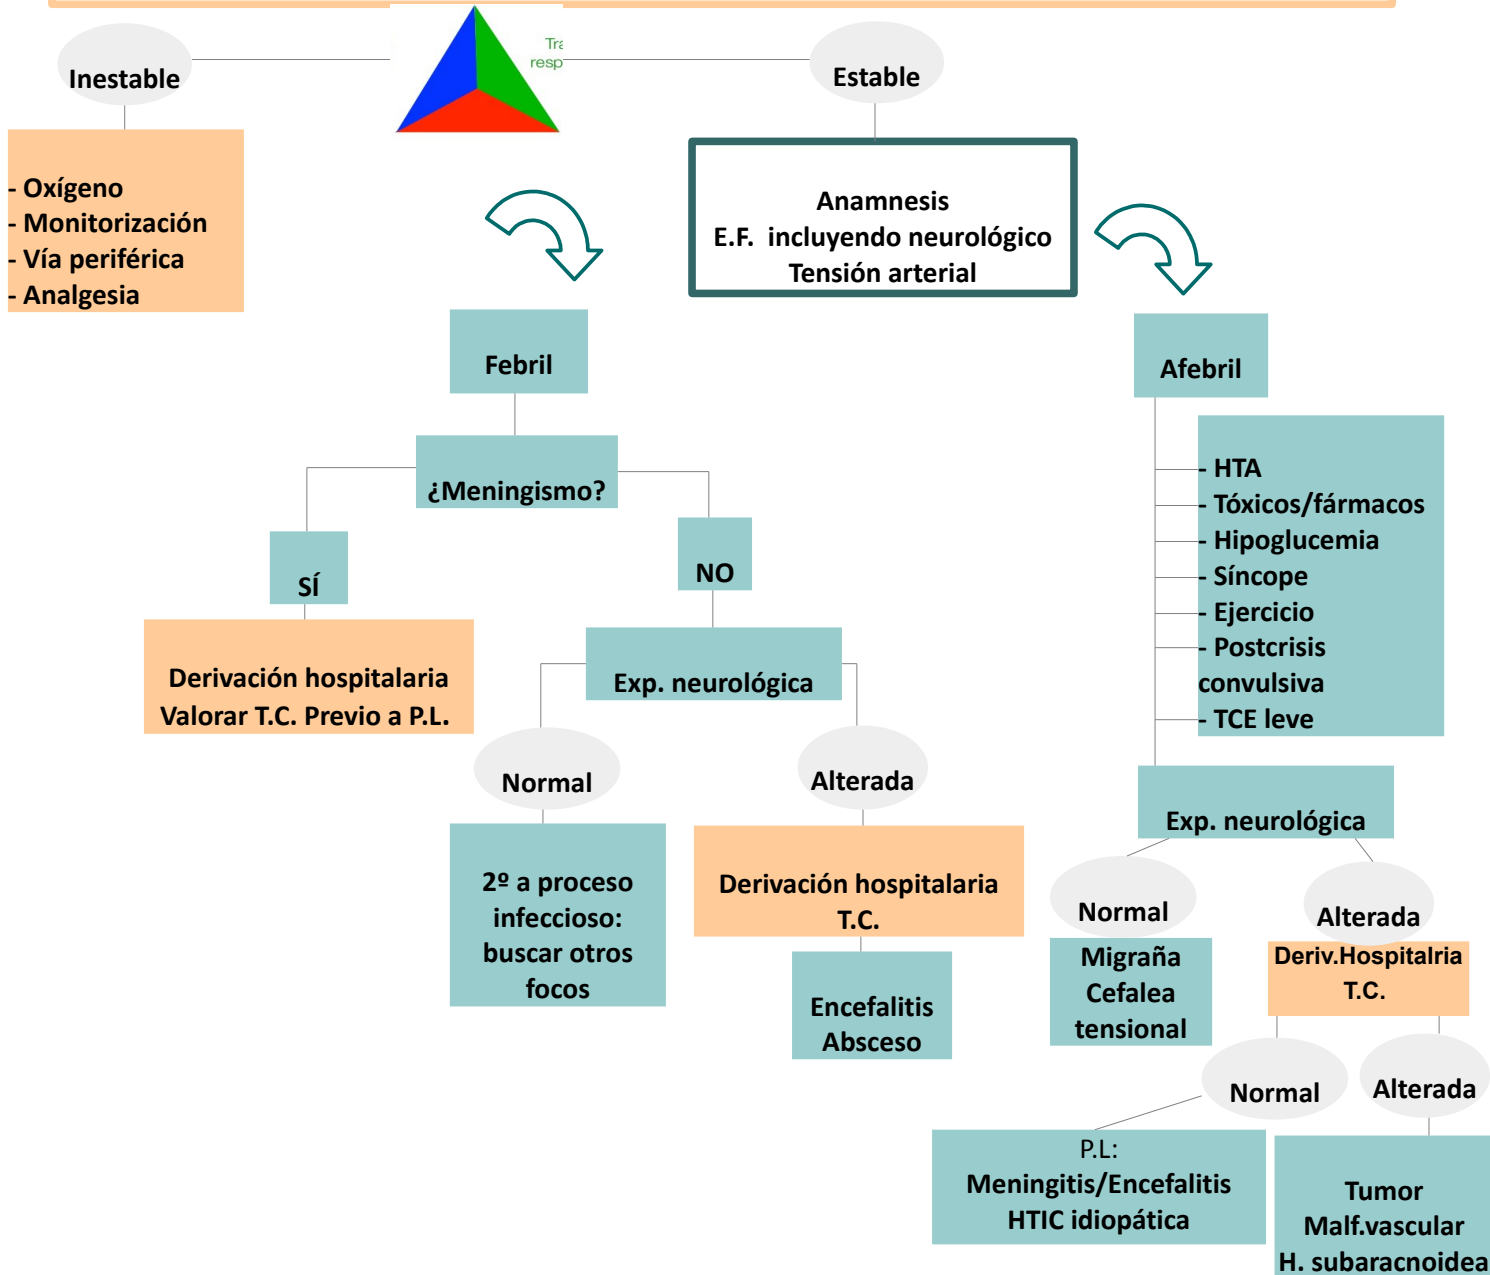 Inestable
Estable
- Oxígeno
- Monitorización
- Vía periférica
- Analgesia
Anamnesis
E.F. incluyendo neurológico
Tensión arterial
Febril
Afebril
¿Meningismo?
SÍ
NO
- HTA
- Tóxicos/fármacos
- Hipoglucemia
- Síncope
- Ejercicio
- Postcrisis
convulsiva
- TCE leve
Derivación hospitalaria
Valorar T.C. Previo a P.L.
Exp. neurológica
Normal
Alterada
2º a proceso
infeccioso:
buscar otros
focos
Derivación hospitalaria
T.C.
Encefalitis
Absceso
Exp. neurológica
Normal
Alterada
Migraña
Cefalea
tensional
Deriv.Hospitalria
T.C.
Normal
Alterada
P.L:
Meningitis/Encefalitis
HTIC idiopática
Tumor
Malf.vascular
H. subaracnoidea